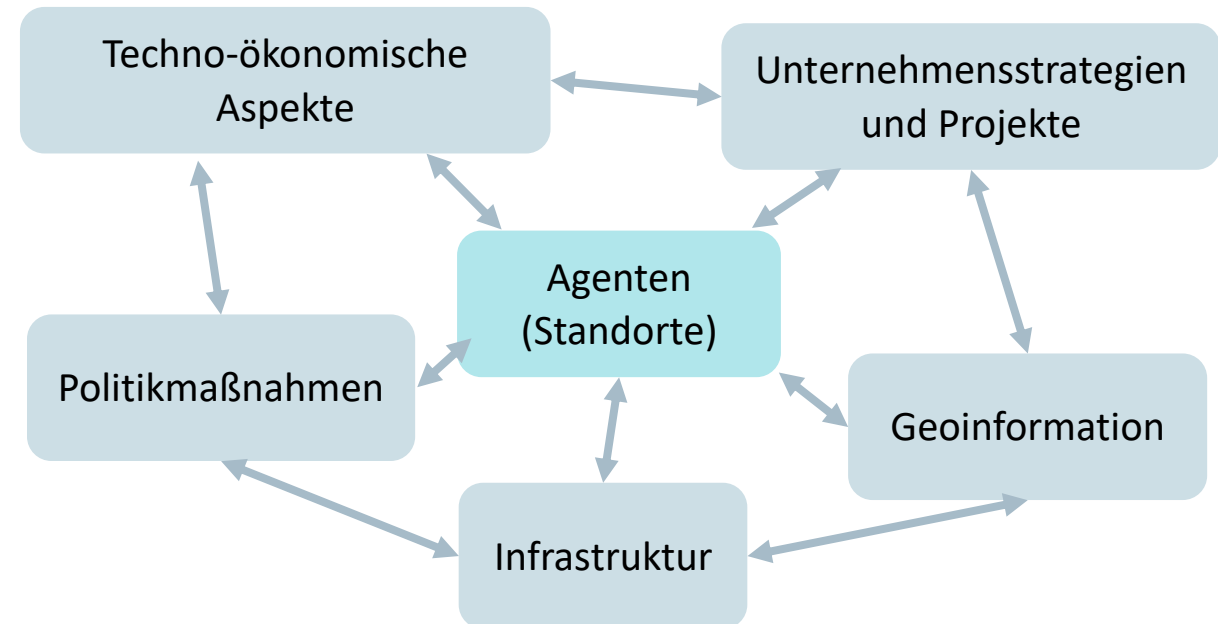 Techno-ökonomische
Aspekte
Unternehmensstrategien
und Projekte
Agenten
(Standorte)
Politikmaßnahmen
Geoinformation
Infrastruktur